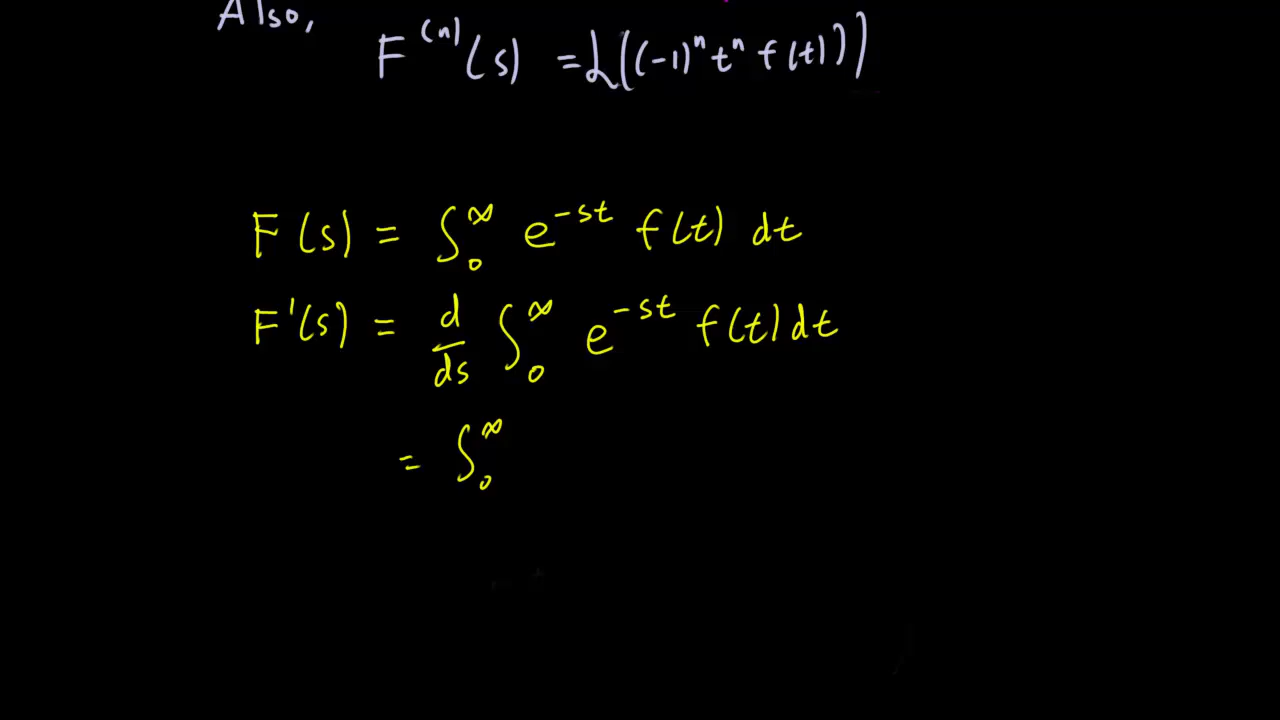 Also,
F^(n)(s) = L((-1)^n t^n f(t)))
F(s) = ∫_0^∞ e^-st f(t) dt
F'(s) = d/ds ∫_0^∞ e^-st f(t) dt
= ∫_0^∞